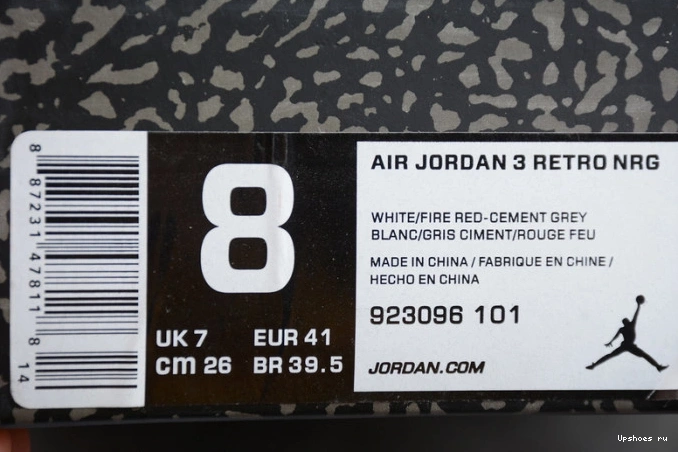 8 87231 47811 8 14
8
UK 7 EUR 41
cm 26 BR 39.5
AIR JORDAN 3 RETRO NRG
WHITE/FIRE RED-CEMENT GREY
BLANC/GRIS CIMENT/ROUGE FEU
MADE IN CHINA / FABRIQUE EN CHINE /
HECHO EN CHINA
923096 101
JORDAN.COM
Upshoes ru